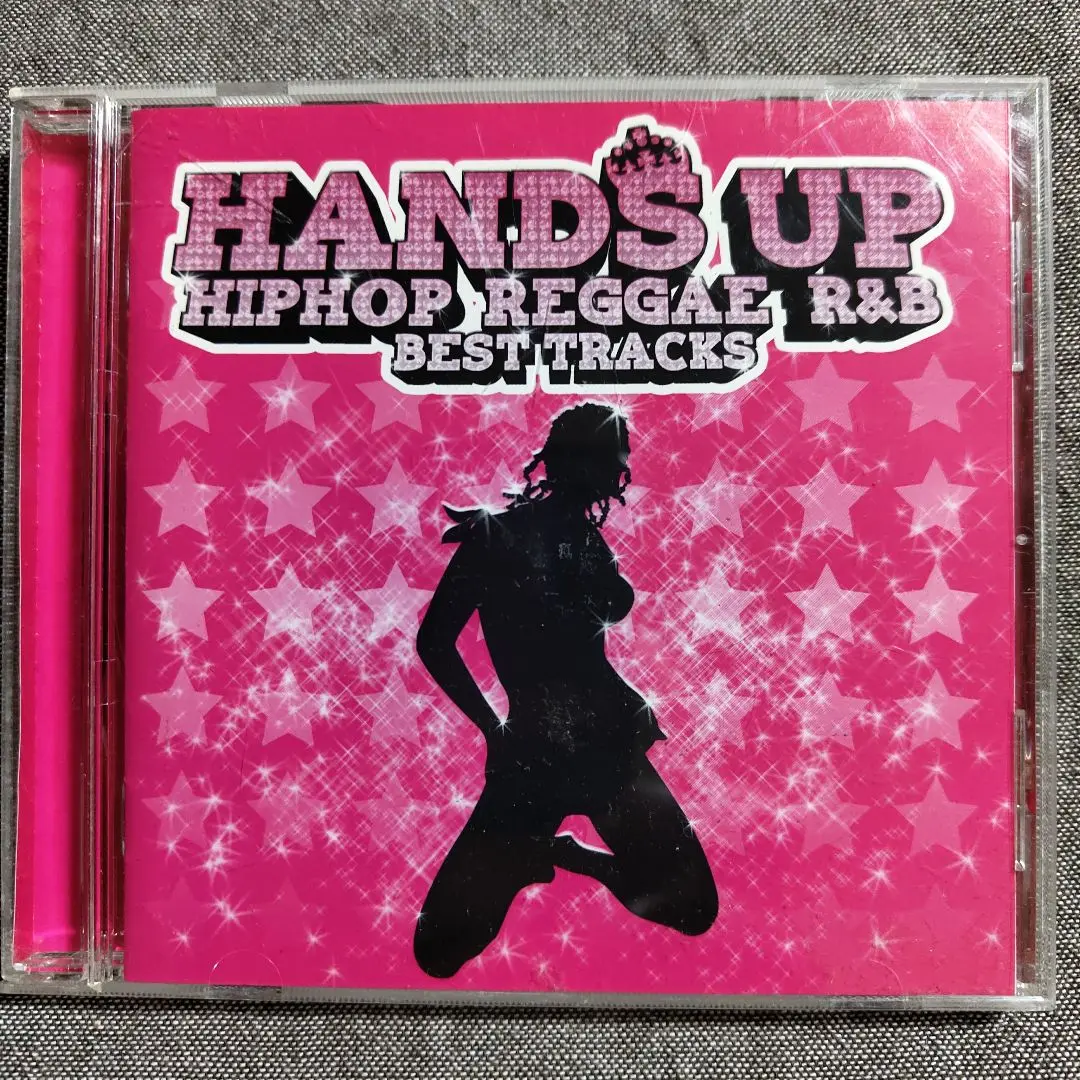 HANDS UP
HIPHOP REGGAE R&B
BEST TRACKS